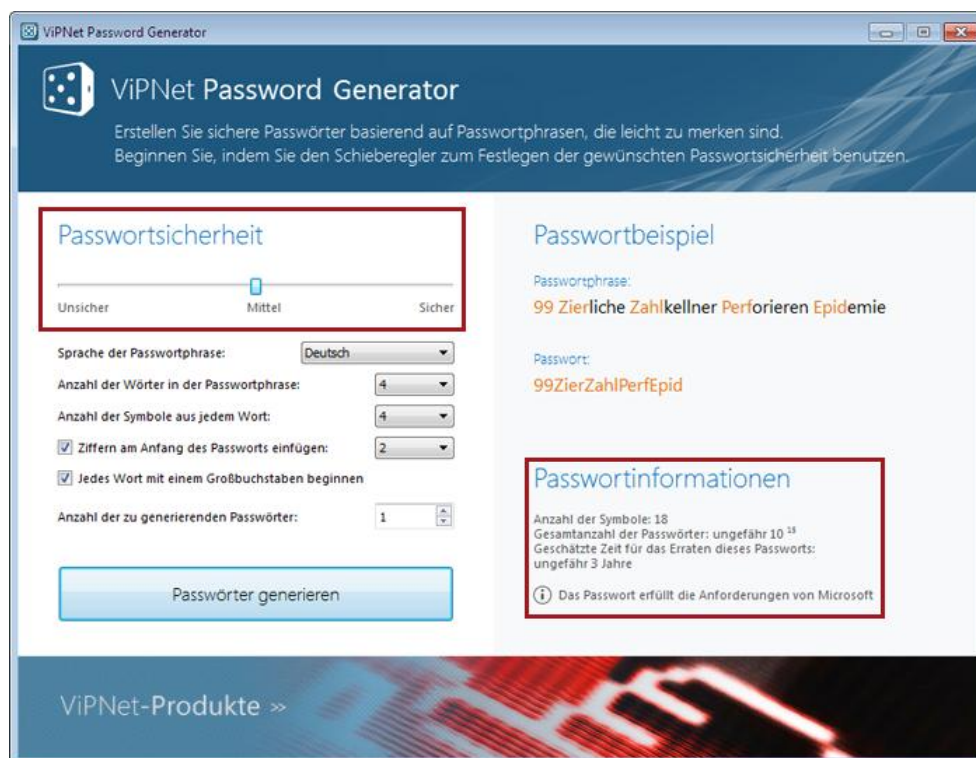 ViPNet Password Generator
ViPNet Password Generator
Erstellen Sie sichere Passwörter basierend auf Passwortphrasen, die leicht zu merken sind.
Beginnen Sie, indem Sie den Schieberegler zum Festlegen der gewünschten Passwortsicherheit benutzen.
Passwortsicherheit
Unsicher Mittel Sicher
Sprache der Passwortphrase: Deutsch
Anzahl der Wörter in der Passwortphrase: 4
Anzahl der Symbole aus jedem Wort: 4
Ziffern am Anfang des Passworts einfügen: 2
Jedes Wort mit einem Großbuchstaben beginnen
Anzahl der zu generierenden Passwörter: 1
Passwörter generieren
Passwortbeispiel
Passwortphrase:
99 Zierliche Zahlkellner Perforieren Epidemie
Passwort:
99ZierZahlPerfEpid
Passwortinformationen
Anzahl der Symbole: 18
Gesamtanzahl der Passwörter: ungefähr 10
Geschätzte Zeit für das Erraten dieses Passworts:
ungefähr 3 Jahre
Das Passwort erfüllt die Anforderungen von Microsoft
ViPNet-Produkte »